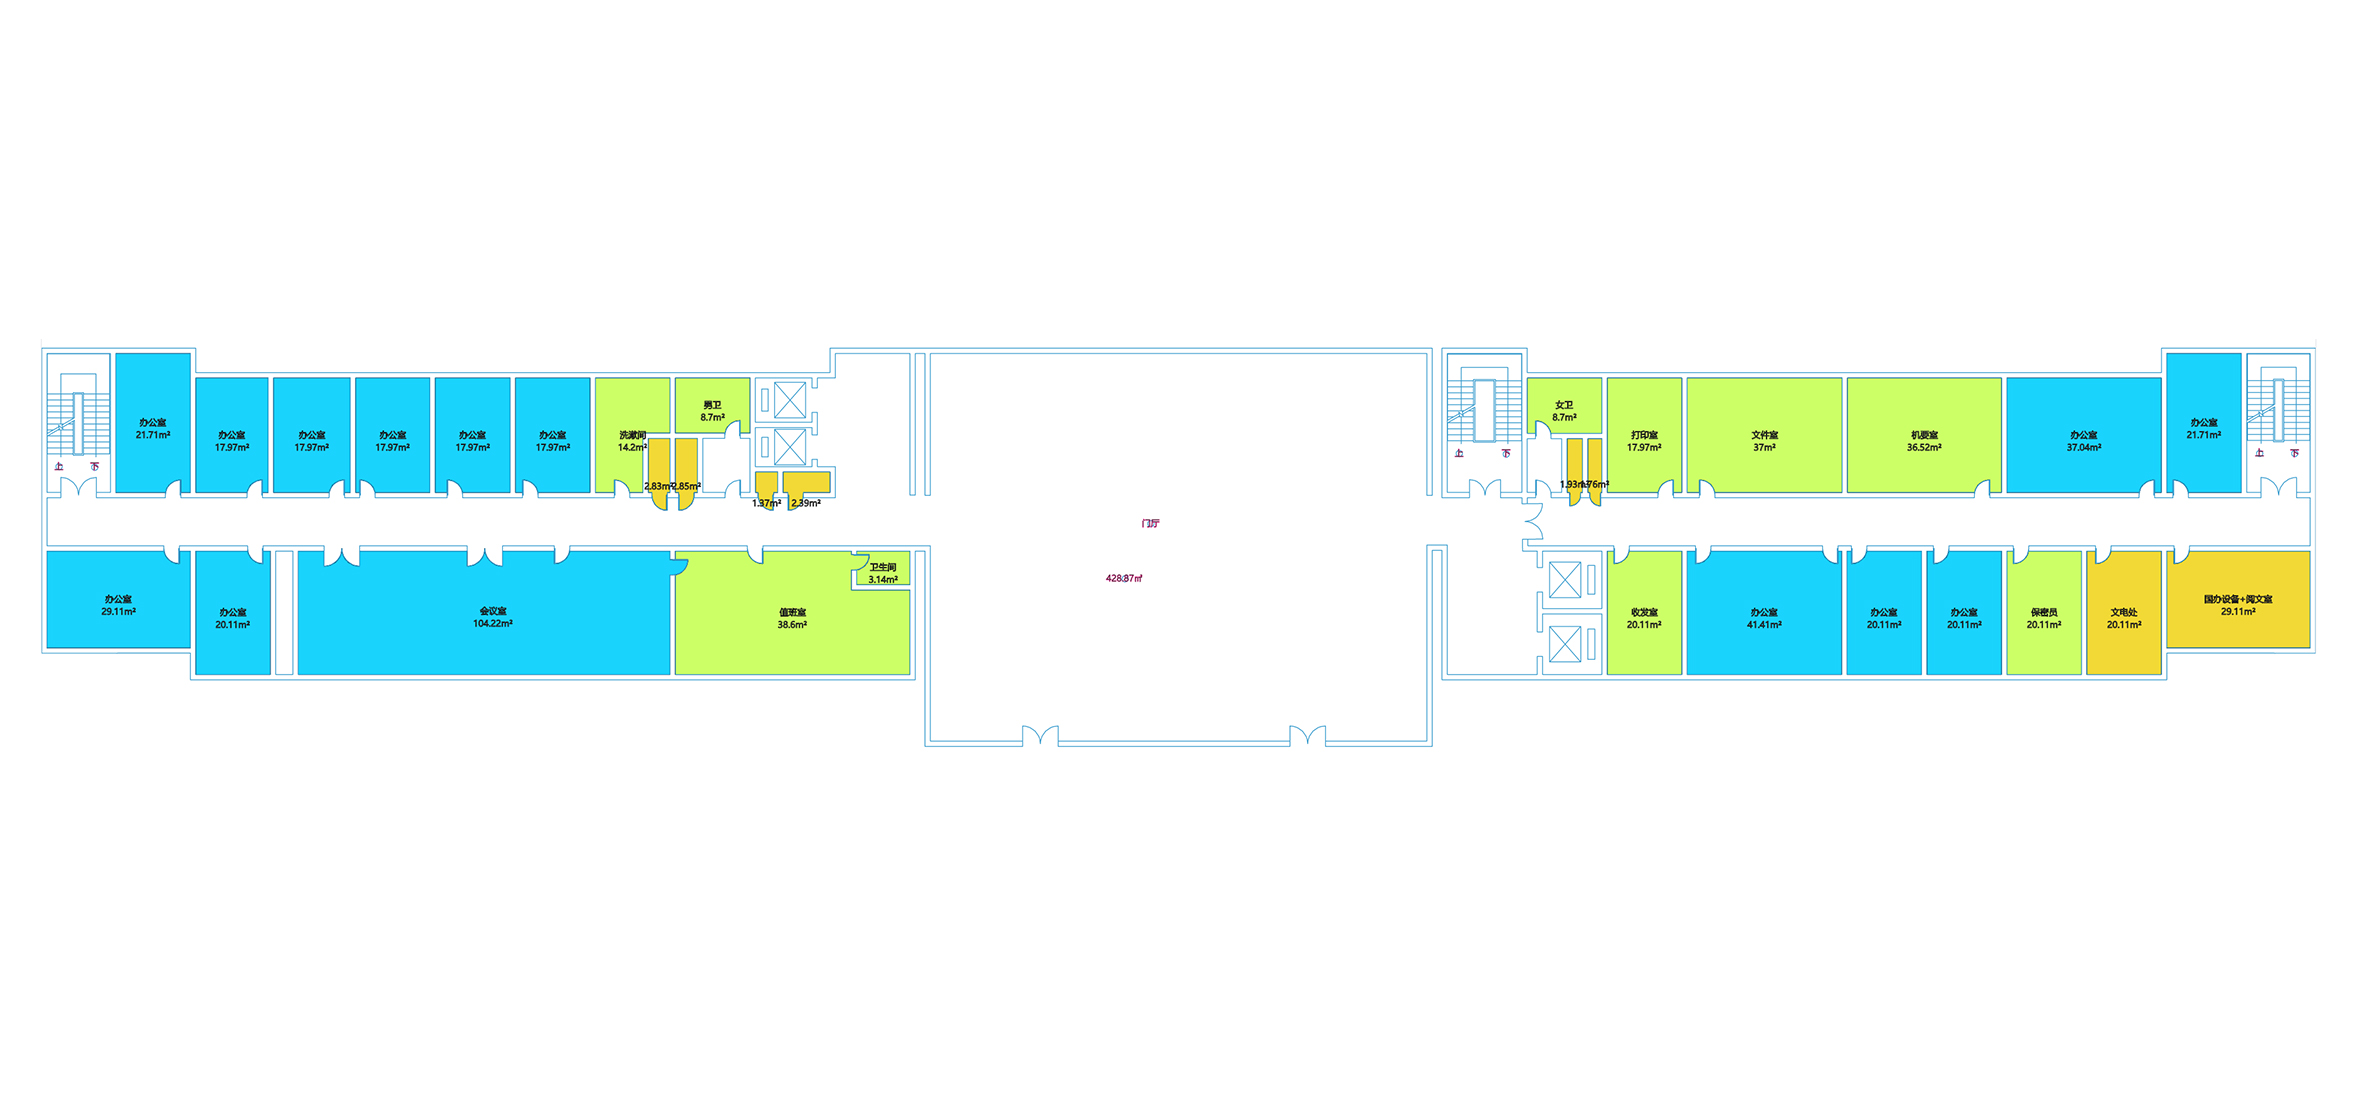 办公室
21.71m²
办公室
17.97m²
办公室
17.97m²
办公室
17.97m²
办公室
17.97m²
办公室
17.97m²
洗漱间
14.2m²
男卫
8.7m²
2.83m²
2.85m²
1.37m²
2.39m²
上
下
上
下
女卫
8.7m²
1.93m²
1.76m²
打印室
17.97m²
文件室
37m²
机要室
36.52m²
办公室
37.04m²
办公室
21.71m²
上
下
门厅
428.87㎡
办公室
29.11m²
办公室
20.11m²
会议室
104.22m²
值班室
38.6m²
卫生间
3.14m²
收发室
20.11m²
办公室
41.41m²
办公室
20.11m²
办公室
20.11m²
保密员
20.11m²
文电处
20.11m²
国办设备+阅文室
29.11m²